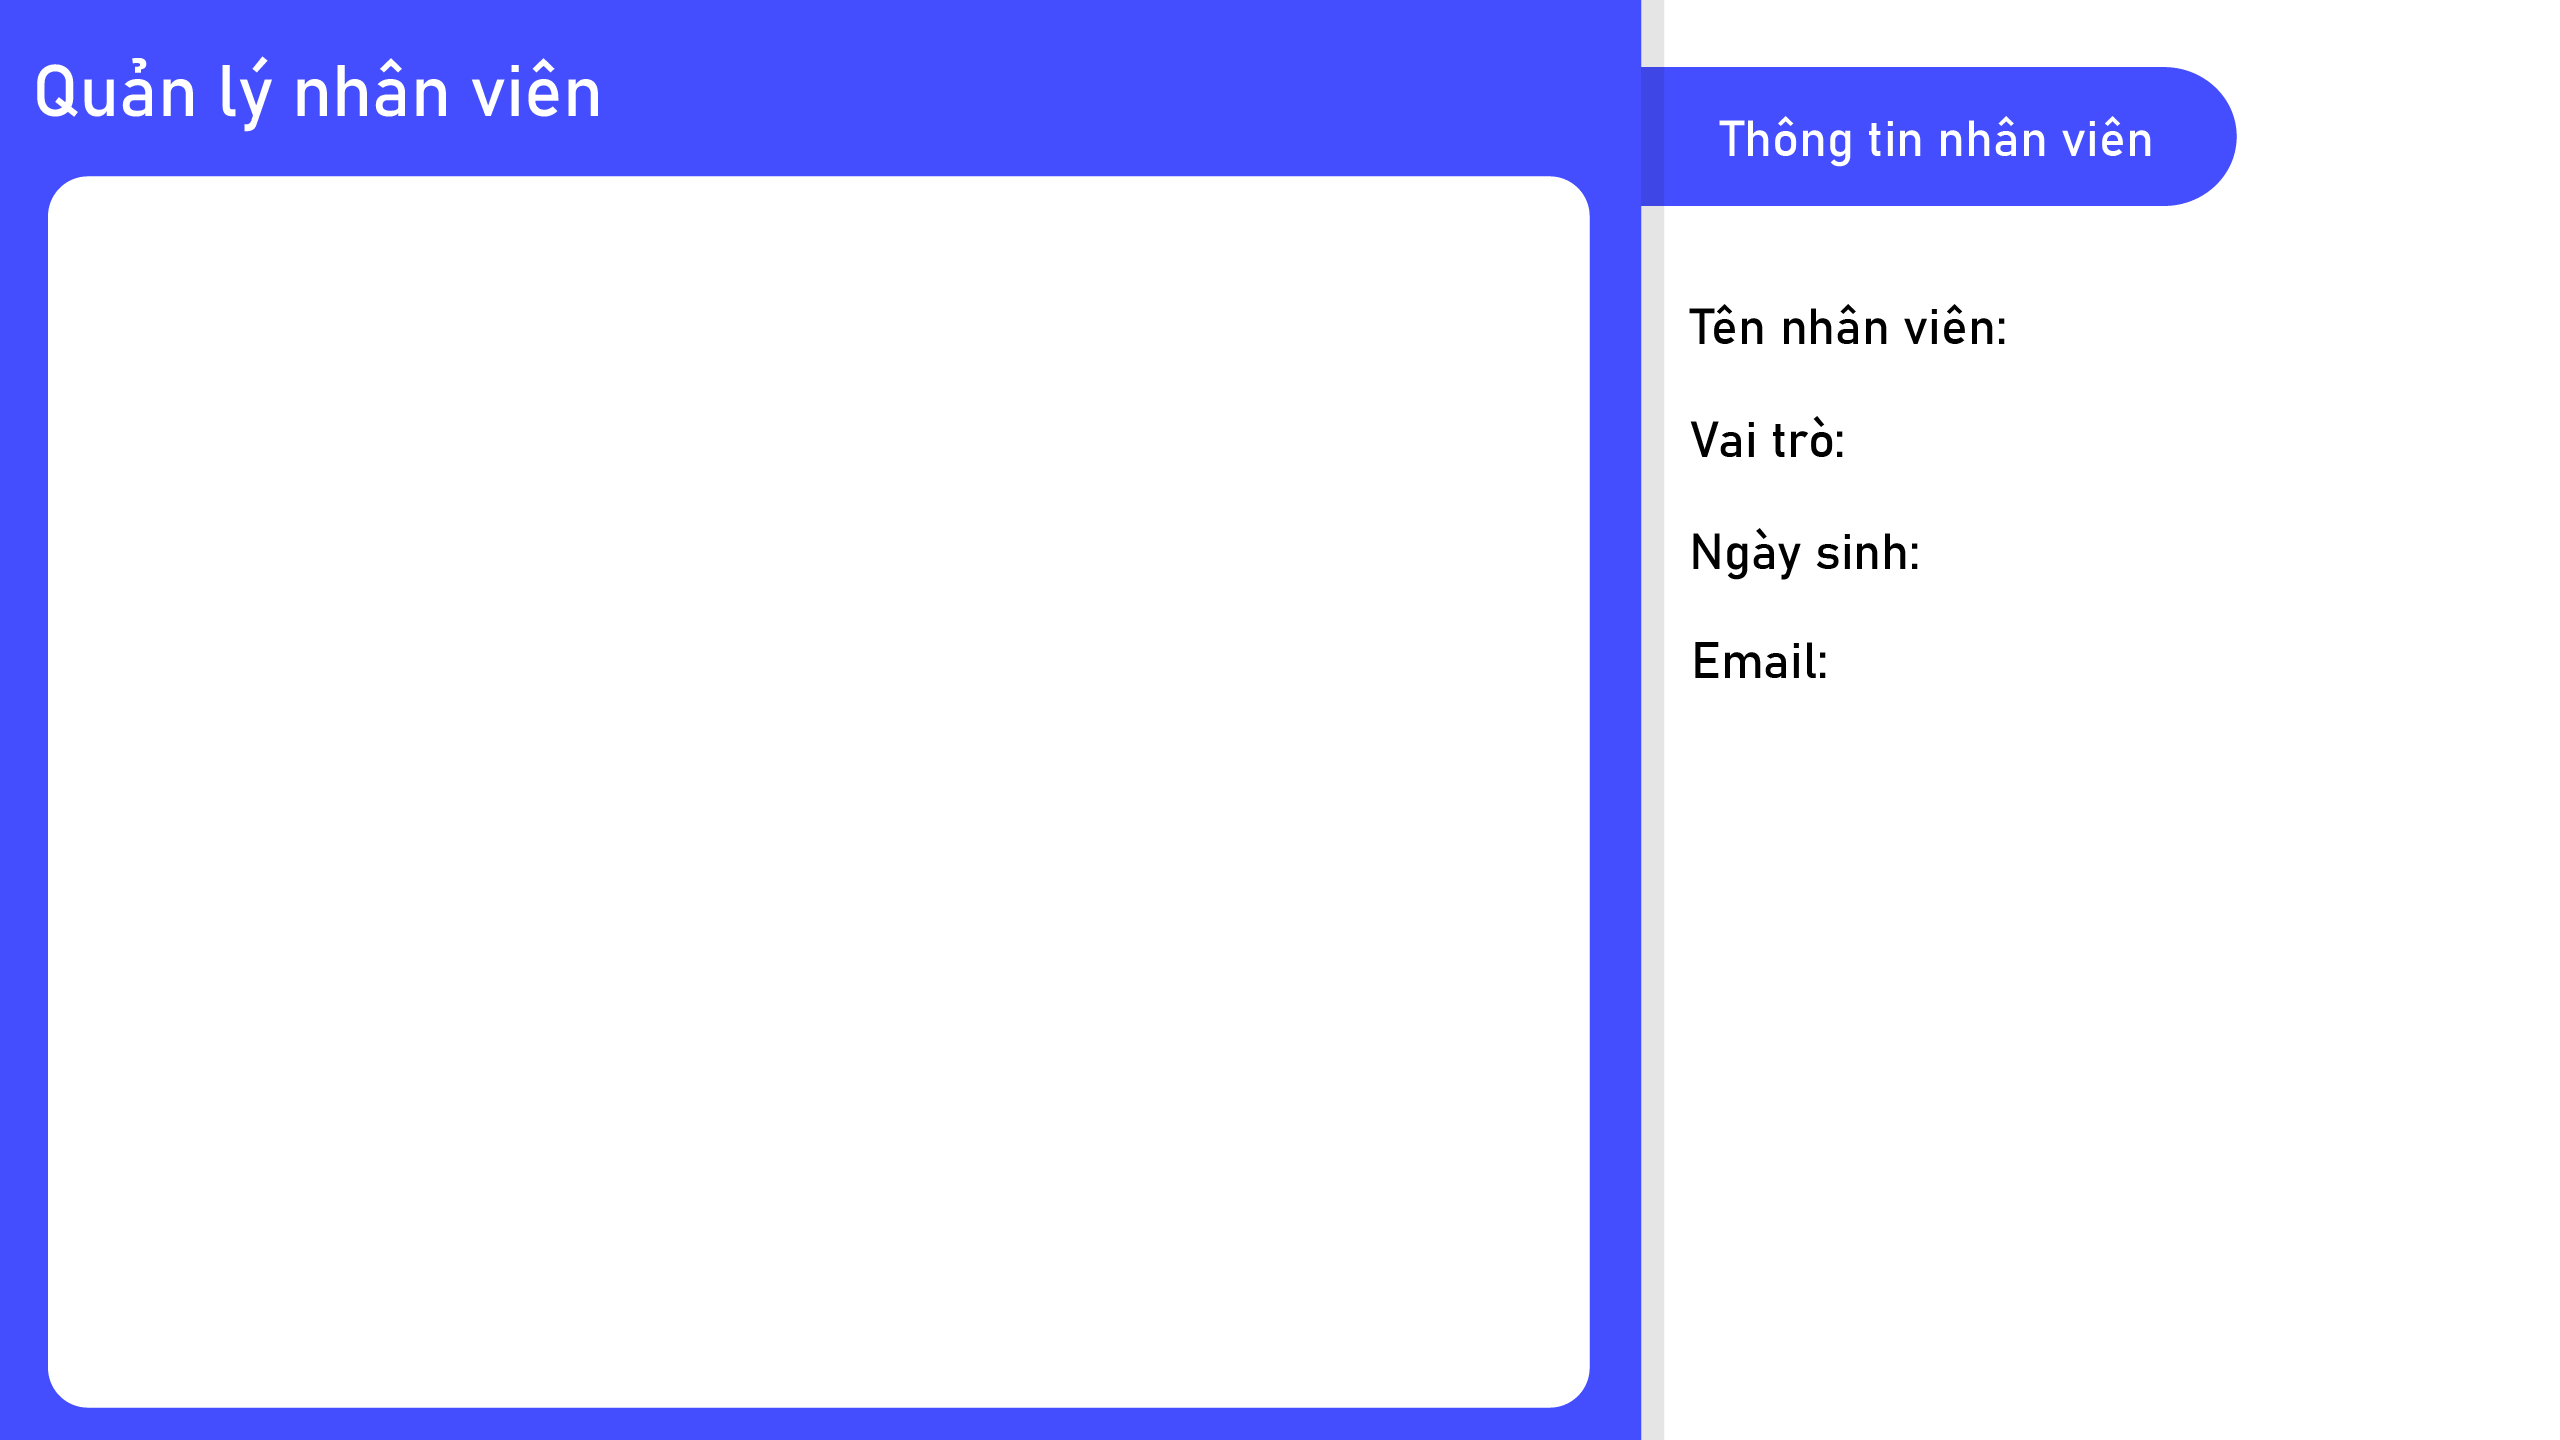 Quản lý nhân viên
Thông tin nhân viên
Tên nhân viên:
Vai trò:
Ngày sinh:
Email: